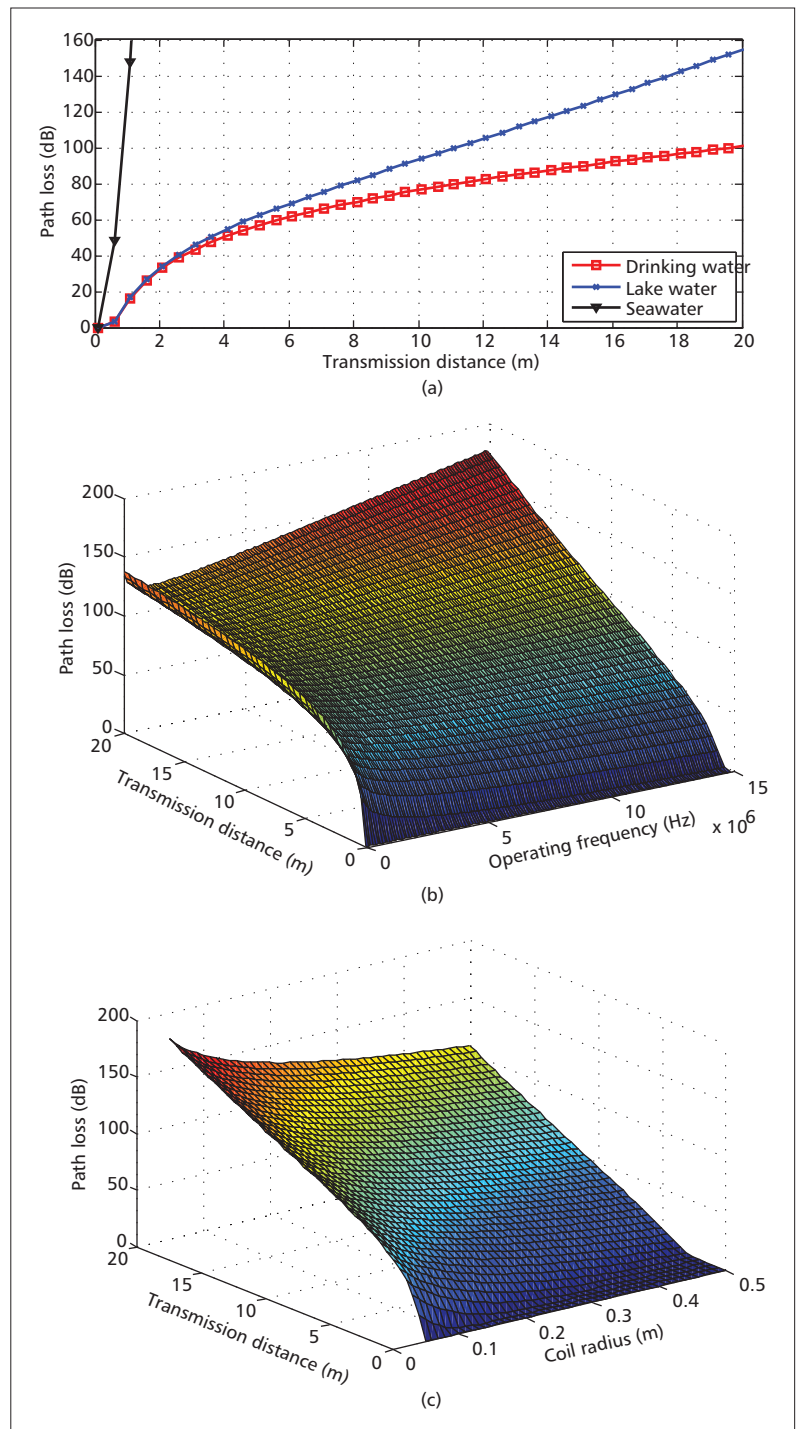 160
140
120
100
80
60
40
20
0
Path loss (dB)
0 2 4 6 8 10 12 14 16 18 20
Transmission distance (m)
Drinking water
Lake water
Seawater
(a)
200
150
100
50
0
Path loss (dB)
20 15 10 5 0
Transmission distance (m)
0 5 10 15
x 10⁶
Operating frequency (Hz)
(b)
200
150
100
50
0
Path loss (dB)
20 15 10 5 0
Transmission distance (m)
0 0.1 0.2 0.3 0.4 0.5
Coil radius (m)
(c)